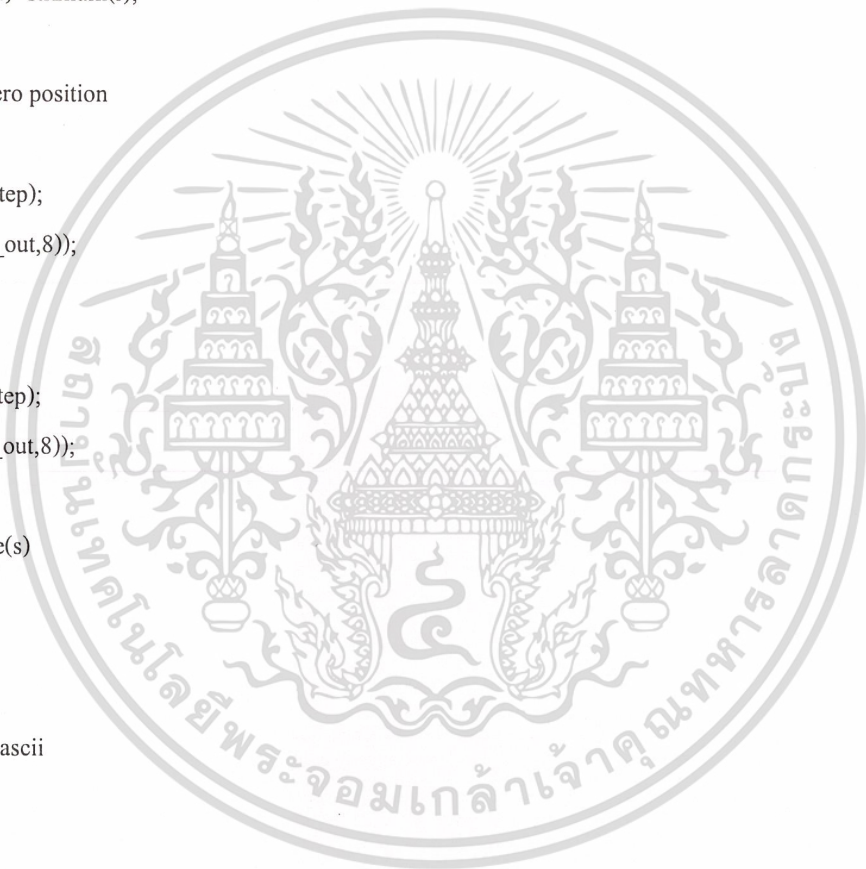 ero position
tep);
_out,8));
tep);
_out,8));
e(s)
ascii
สถาบันเทคโนโลยีพระจอมเกล้าเจ้าคุณทหารลาดกระบัง